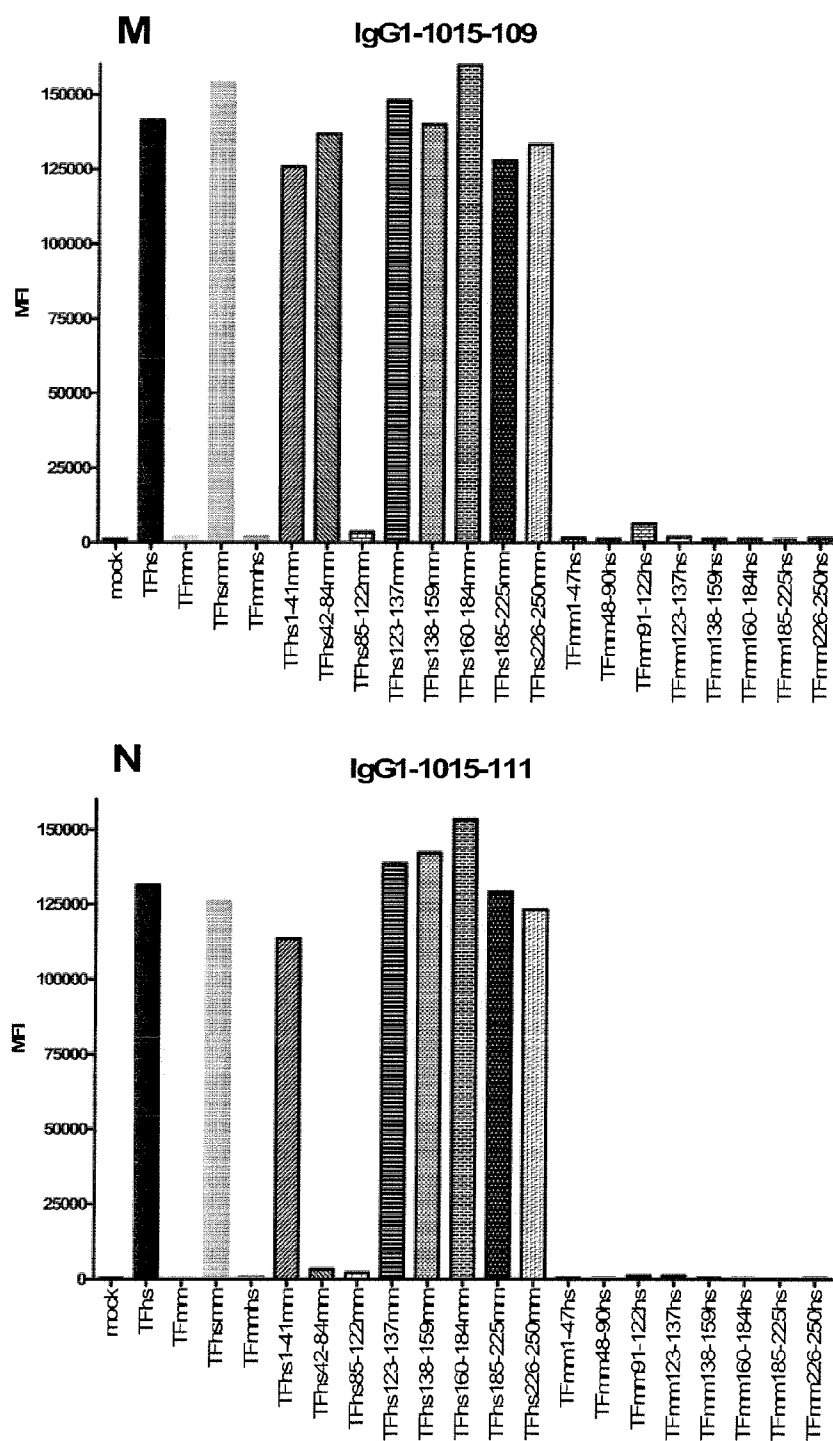 M
IgG1-1015-109
MFI
150000
125000
100000
75000
50000
25000
0
mock
TFhs
TFmm
TFhsmm
TFmmhs
TFhs1-41mm
TFhs42-84mm
TFhs85-122mm
TFhs123-137mm
TFhs138-159mm
TFhs160-184mm
TFhs185-225mm
TFhs226-250mm
TFmm1-47hs
TFmm48-90hs
TFmm91-122hs
TFmm123-137hs
TFmm138-159hs
TFmm160-184hs
TFmm185-225hs
TFmm226-250hs
N
IgG1-1015-111
MFI
150000
125000
100000
75000
50000
25000
0
mock
TFhs
TFmm
TFhsmm
TFmmhs
TFhs1-41mm
TFhs42-84mm
TFhs85-122mm
TFhs123-137mm
TFhs138-159mm
TFhs160-184mm
TFhs185-225mm
TFhs226-250mm
TFmm1-47hs
TFmm48-90hs
TFmm91-122hs
TFmm123-137hs
TFmm138-159hs
TFmm160-184hs
TFmm185-225hs
TFmm226-250hs